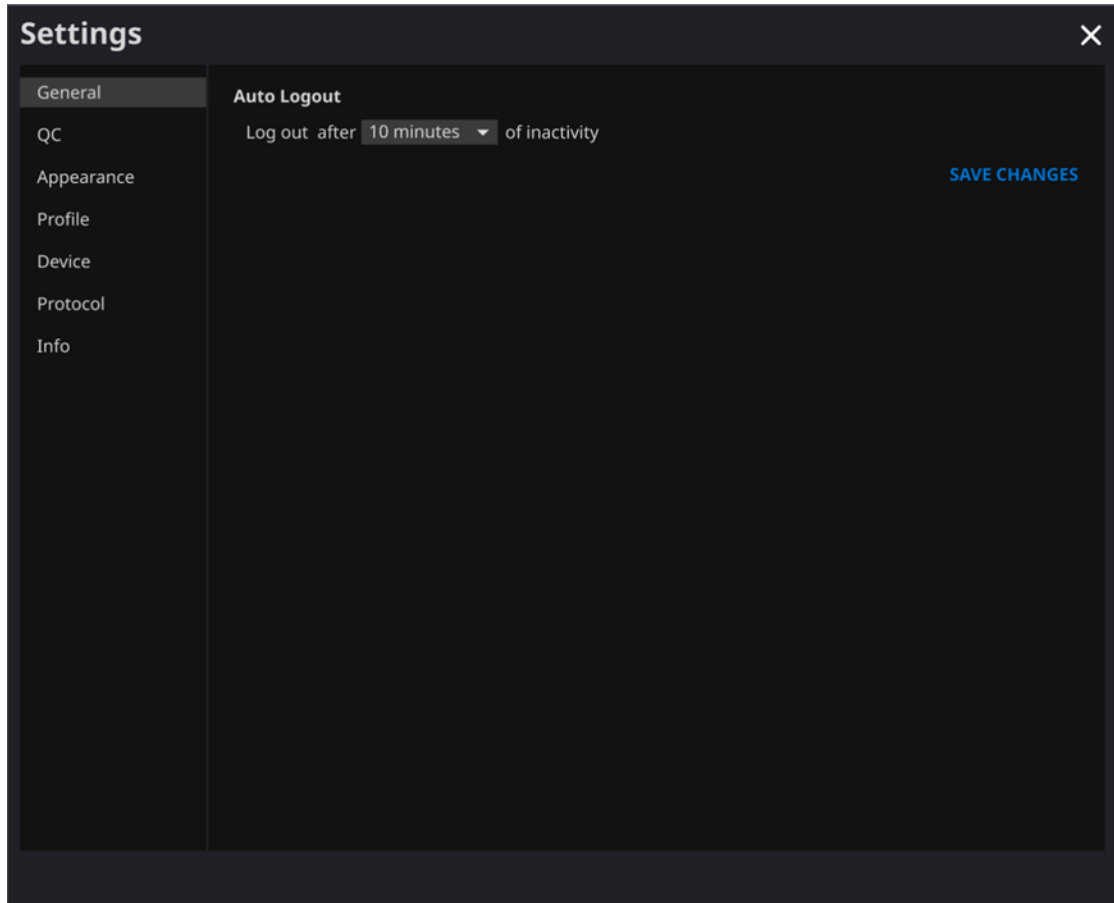 Settings
General
QC
Appearance
Profile
Device
Protocol
Info
Auto Logout
Log out after 10 minutes of inactivity
SAVE CHANGES